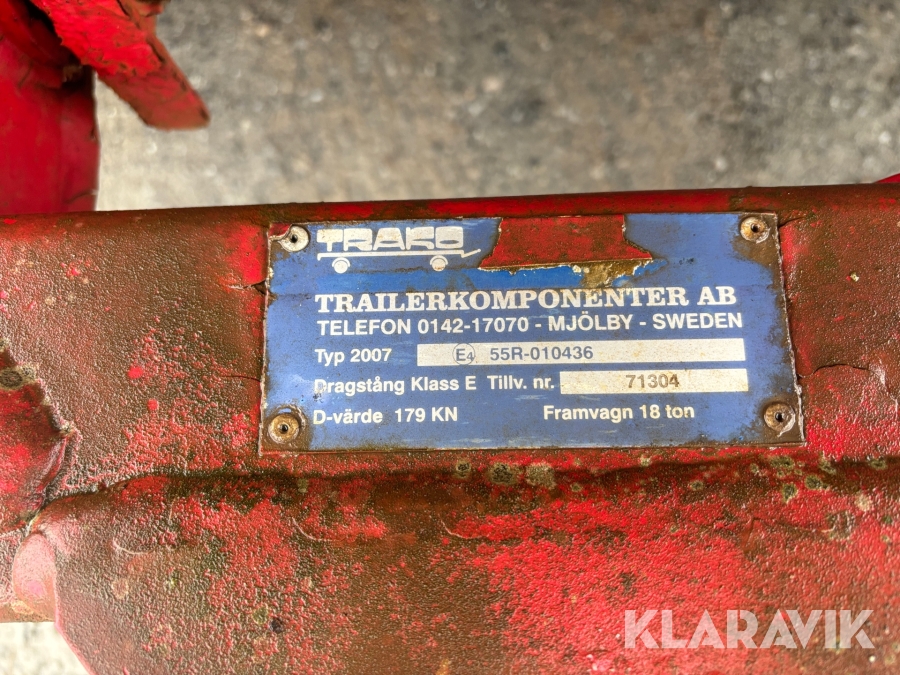 TRAKO
TRAILERKOMPONENTER AB
TELEFON 0142-17070 - MJÖLBY - SWEDEN
Typ 2007 E4 55R-010436
Dragstång Klass E Tillv. nr. 71304
D-värde 179 KN Framvagn 18 ton
KLARAVIK